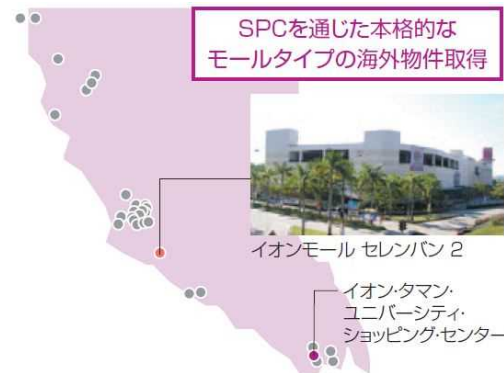 SPCを通じた本格的な
モールタイプの海外物件取得
イオンモール セレンバン 2
イオン・タマン・
ユニバーシティ・
ショッピング・センター